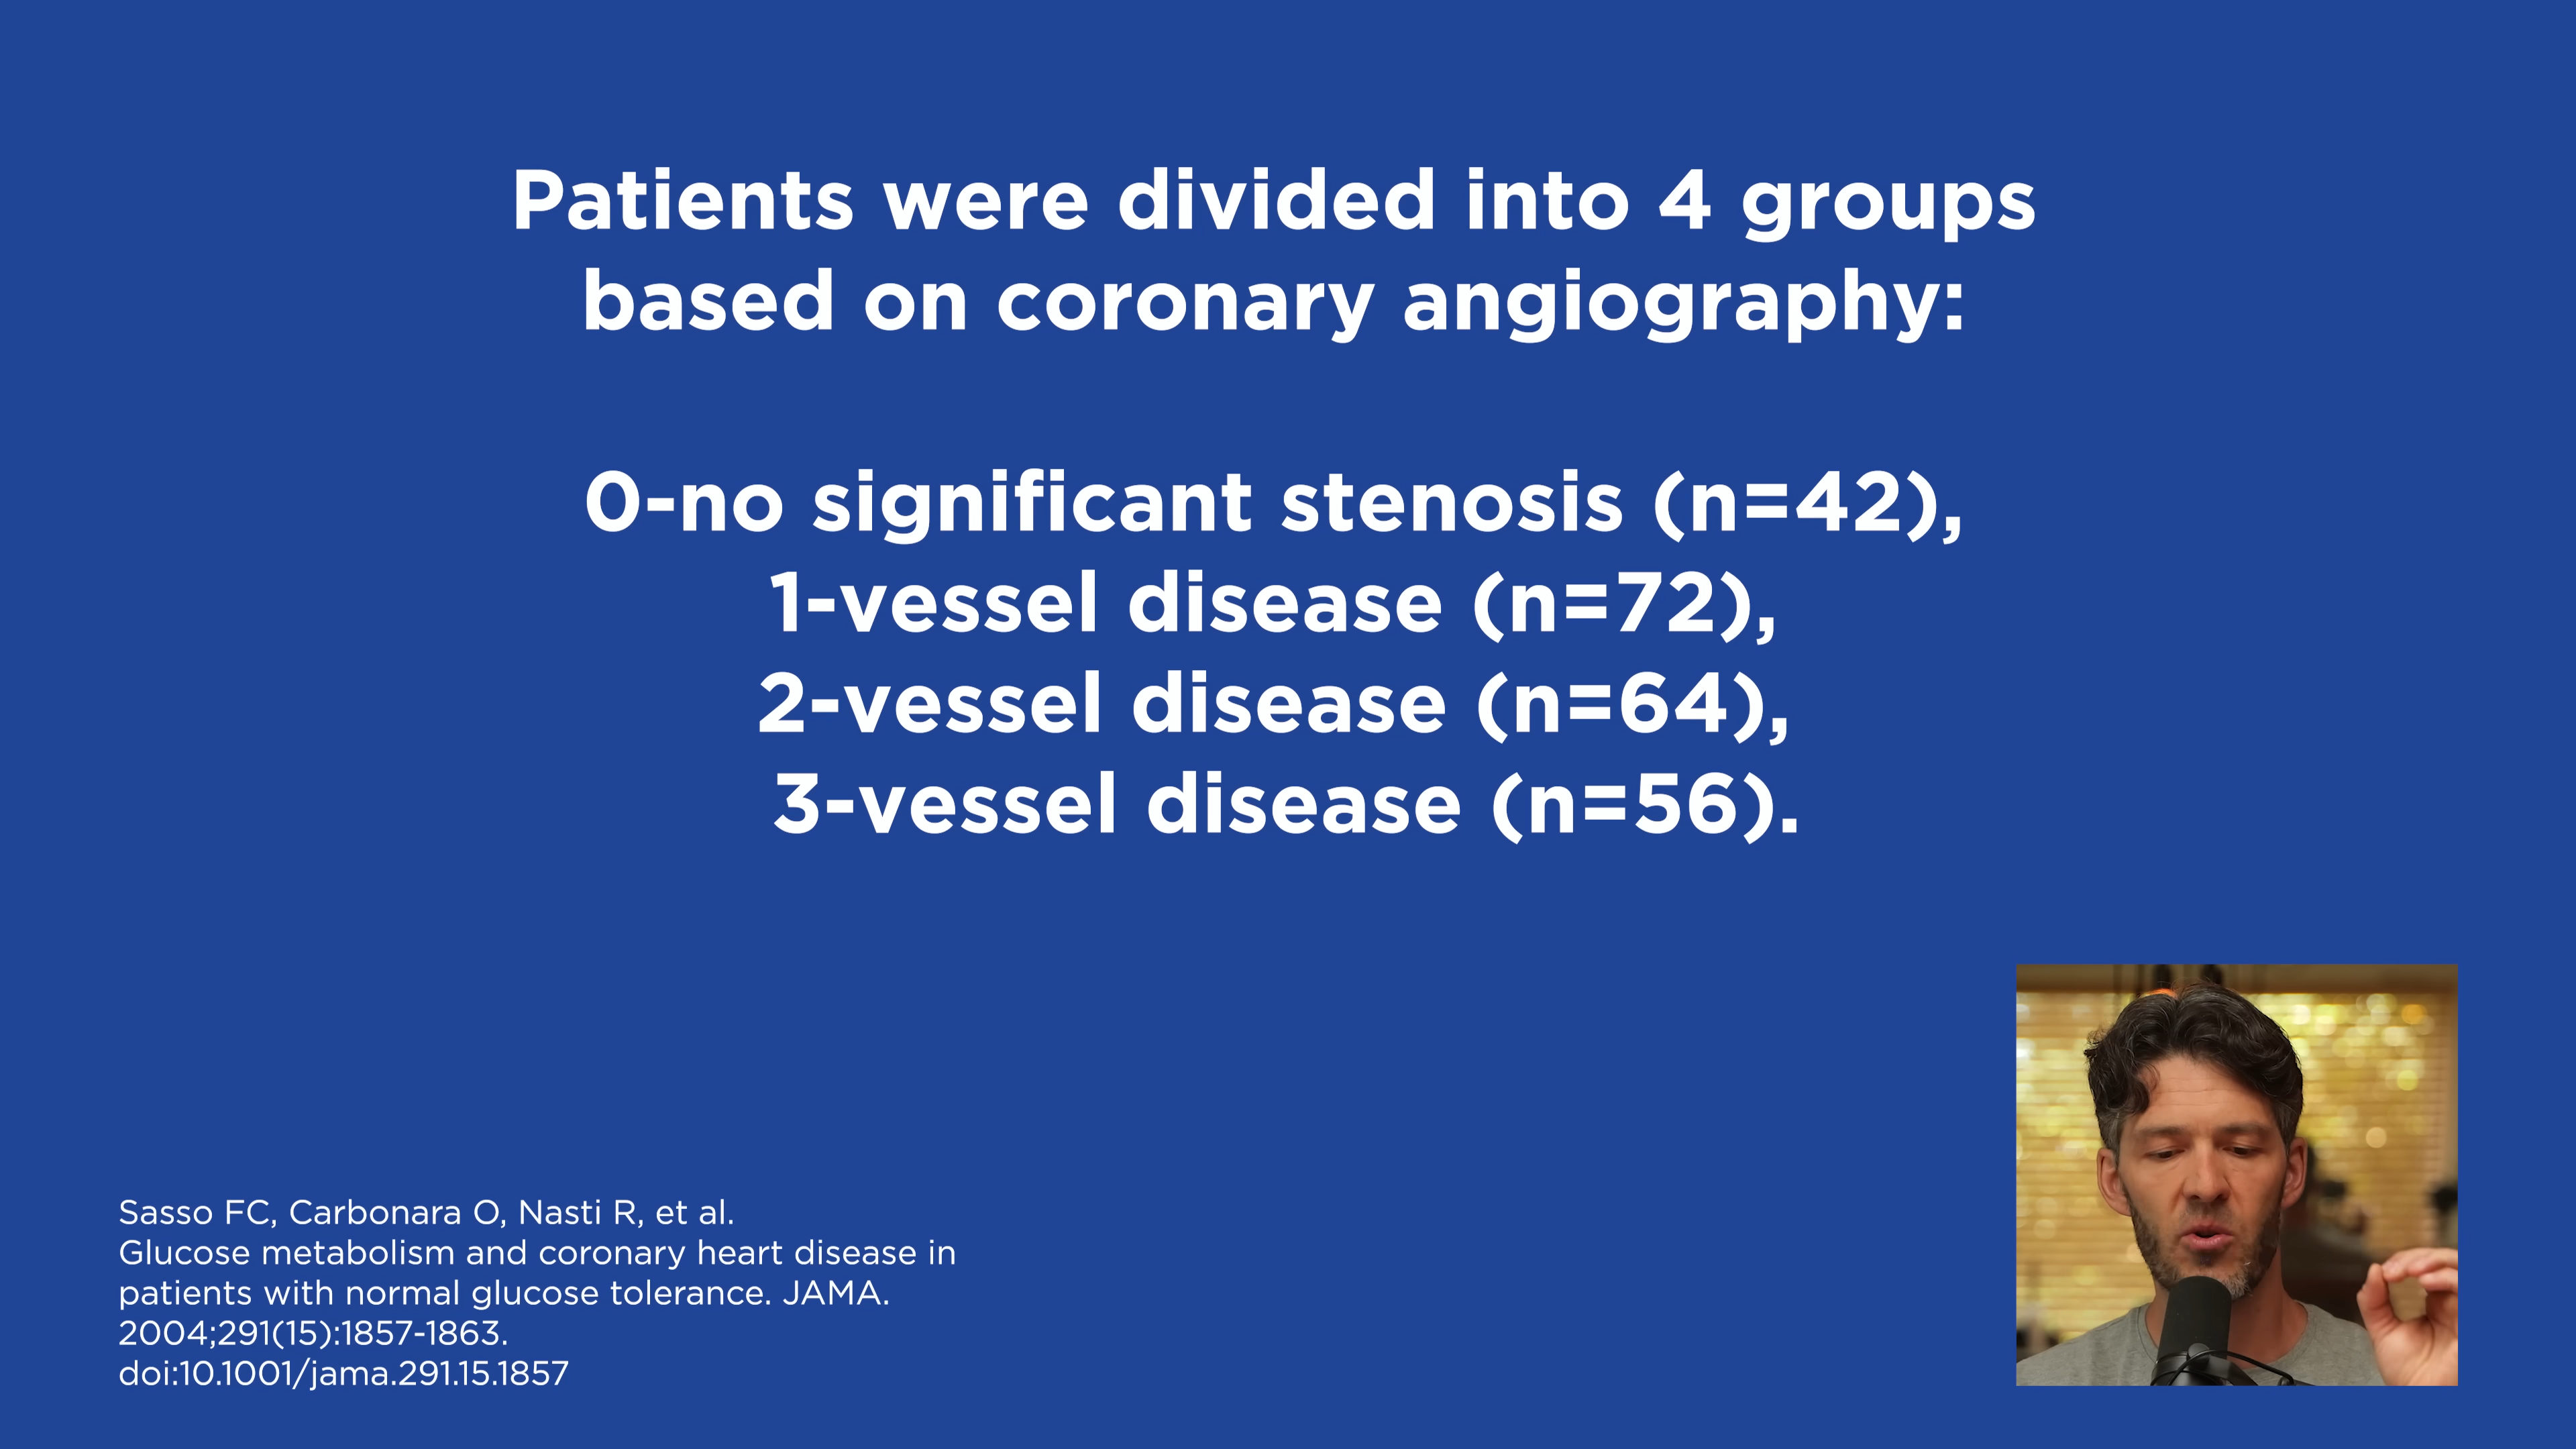 Patients were divided into 4 groups
based on coronary angiography:
0-no significant stenosis (n=42),
1-vessel disease (n=72),
2-vessel disease (n=64),
3-vessel disease (n=56).
Sasso FC, Carbonara O, Nasti R, et al.
Glucose metabolism and coronary heart disease in
patients with normal glucose tolerance. JAMA.
2004;291(15):1857-1863.
doi:10.1001/jama.291.15.1857